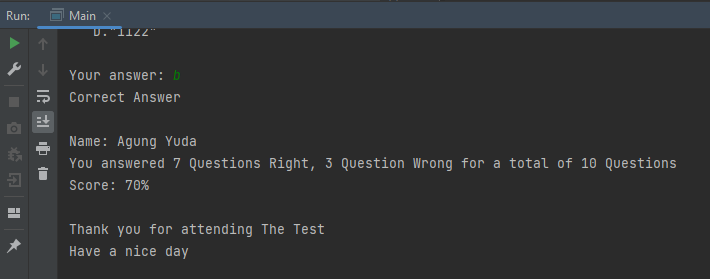 Run:
Main
D."1122"
Your answer: b
Correct Answer
Name: Agung Yuda
You answered 7 Questions Right, 3 Question Wrong for a total of 10 Questions
Score: 70%
Thank you for attending The Test
Have a nice day